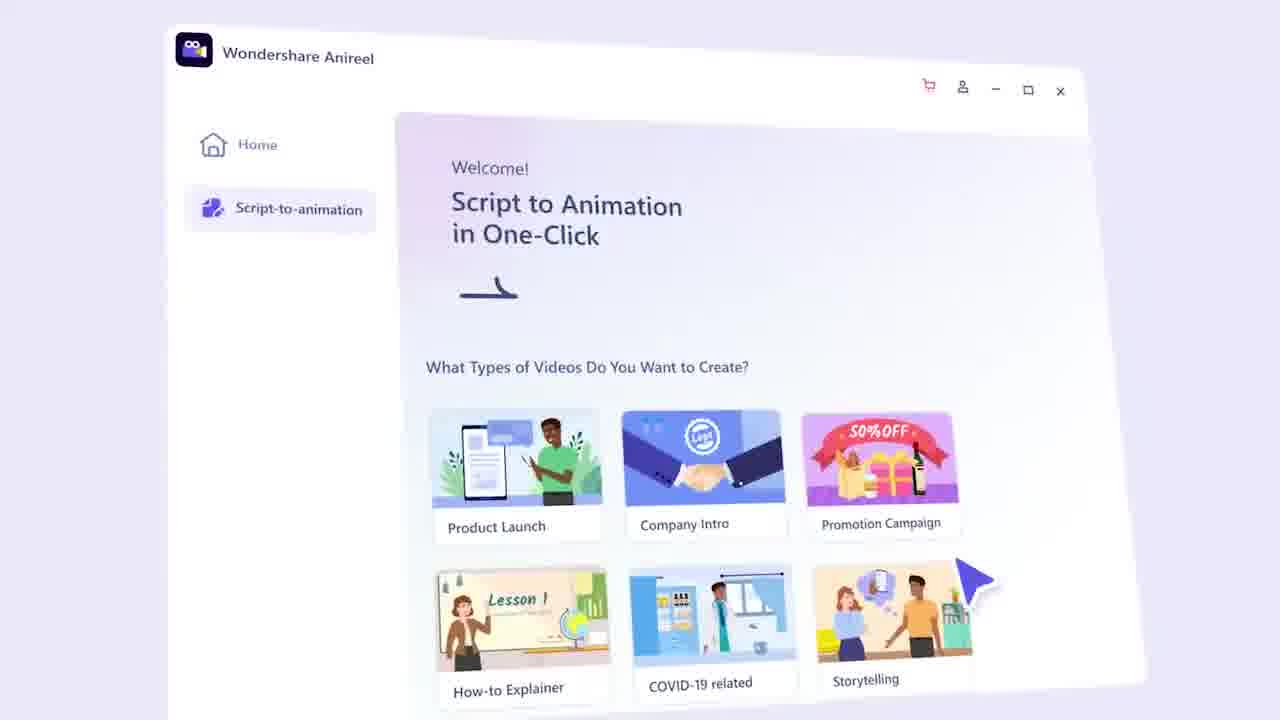 Wondershare Anireel
Home
Script-to-animation
Welcome!
Script to Animation
in One-Click
What Types of Videos Do You Want to Create?
50% OFF
Logo
Product Launch
Company Intro
Promotion Campaign
Lesson 1
How-to Explainer
COVID-19 related
Storytelling